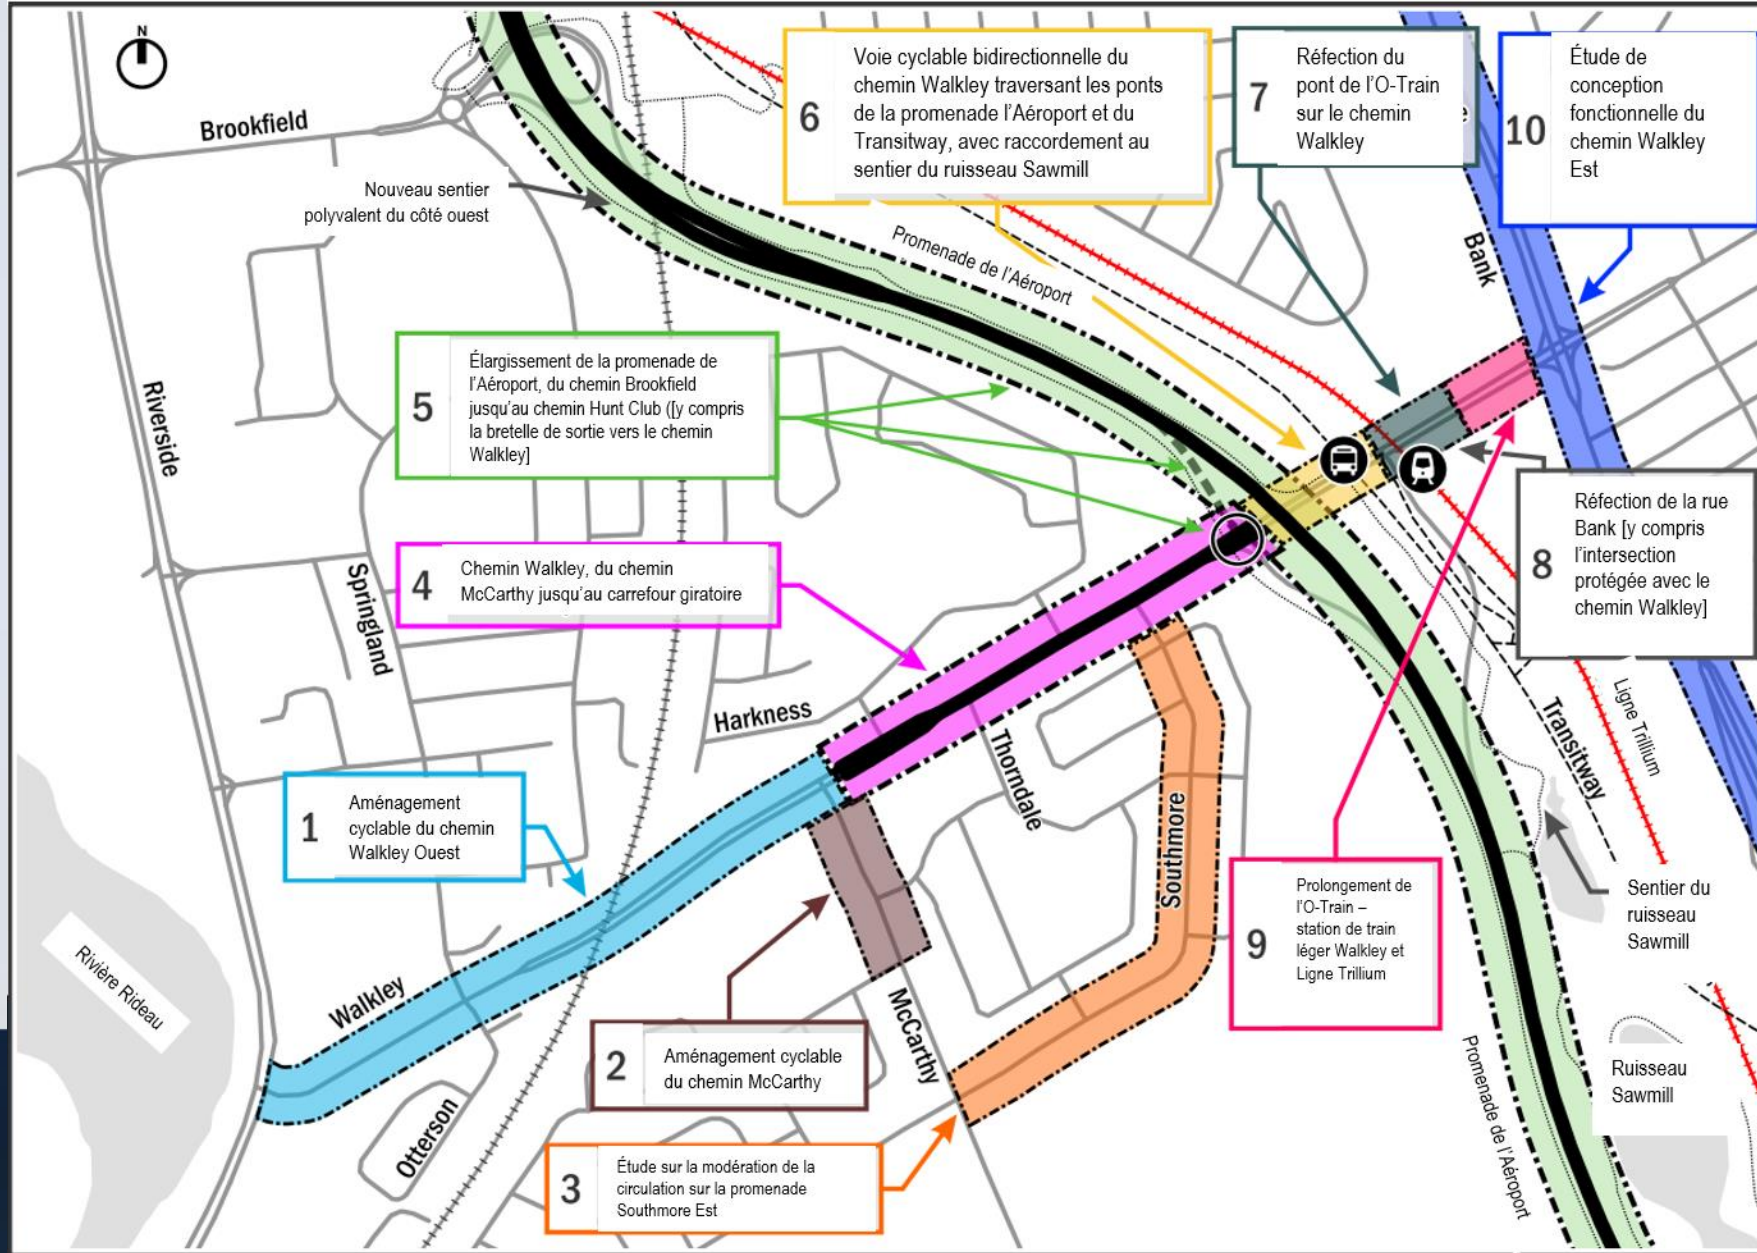 N
Brookfield
Nouveau sentier
polyvalent du côté ouest
6
Voie cyclable bidirectionnelle du
chemin Walkley traversant les ponts
de la promenade l'Aéroport et du
Transitway, avec raccordement au
sentier du ruisseau Sawmill
7
Réfection du
pont de l'O-Train
sur le chemin
Walkley
e
10
Étude de
conception
fonctionnelle du
chemin Walkley
Est
Promenade de l'Aéroport
Bank
Riverside
5
Élargissement de la promenade de
l'Aéroport, du chemin Brookfield
jusqu'au chemin Hunt Club ([y compris
la bretelle de sortie vers le chemin
Walkley]
4
Chemin Walkley, du chemin
McCarthy jusqu'au carrefour giratoire
Springland
Harkness
Thorndale
Southmore
8
Réfection de la rue
Bank [y compris
l'intersection
protégée avec le
chemin Walkley]
Ligne Trillium
Transitway
1
Aménagement
cyclable du chemin
Walkley Ouest
Walkley
Rivière Rideau
9
Prolongement de
l'O-Train –
station de train
léger Walkley et
Ligne Trillium
Sentier du
ruisseau
Sawmill
2
Aménagement cyclable
du chemin McCarthy
McCarthy
Otterson
3
Étude sur la modération de la
circulation sur la promenade
Southmore Est
Promenade de l'Aéroport
Ruisseau
Sawmill